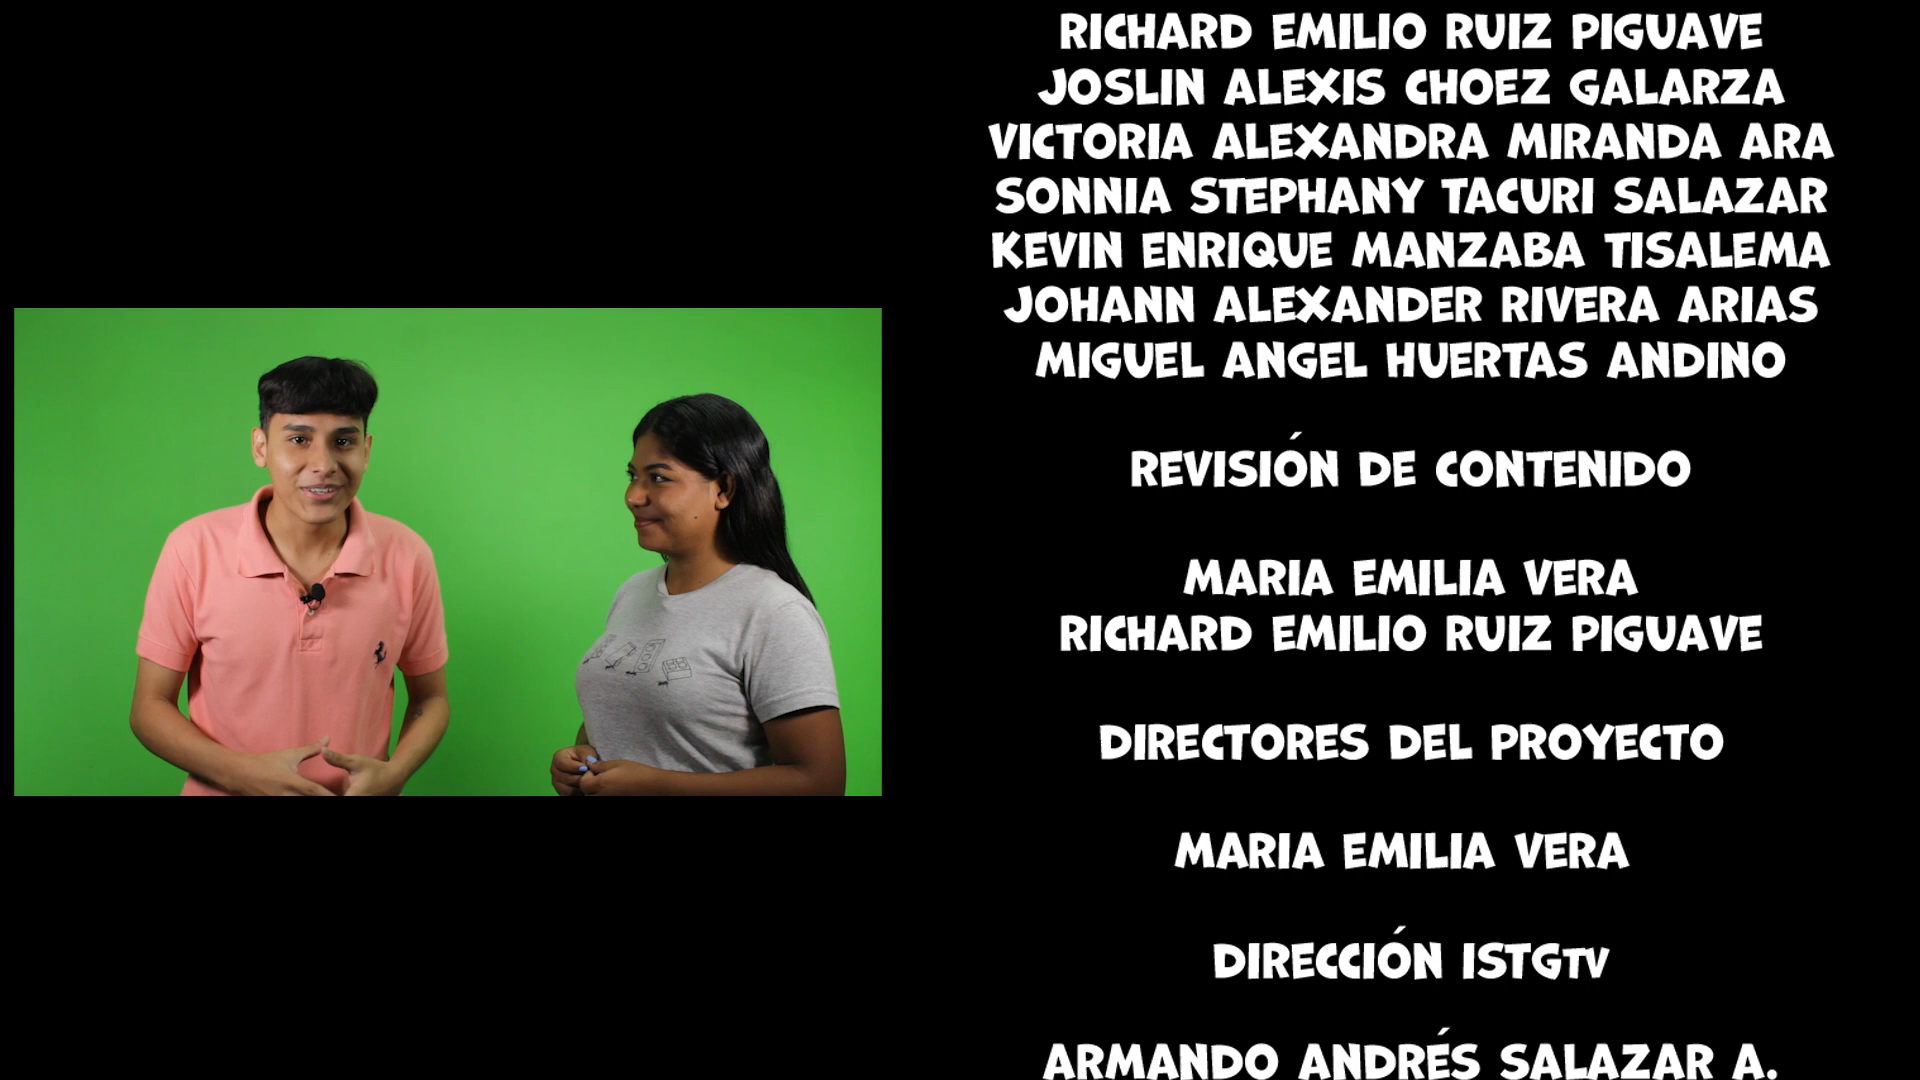 RICHARD EMILIO RUIZ PIGUAVE
JOSLIN ALEXIS CHOEZ GALARZA
VICTORIA ALEXANDRA MIRANDA ARA
SONNIA STEPHANY TACURI SALAZAR
KEVIN ENRIQUE MANZABA TISALEMA
JOHANN ALEXANDER RIVERA ARIAS
MIGUEL ANGEL HUERTAS ANDINO
REVISIÓN DE CONTENIDO
MARIA EMILIA VERA
RICHARD EMILIO RUIZ PIGUAVE
DIRECTORES DEL PROYECTO
MARIA EMILIA VERA
DIRECCIÓN ISTGTV
ARMANDO ANDRÉS SALAZAR A.